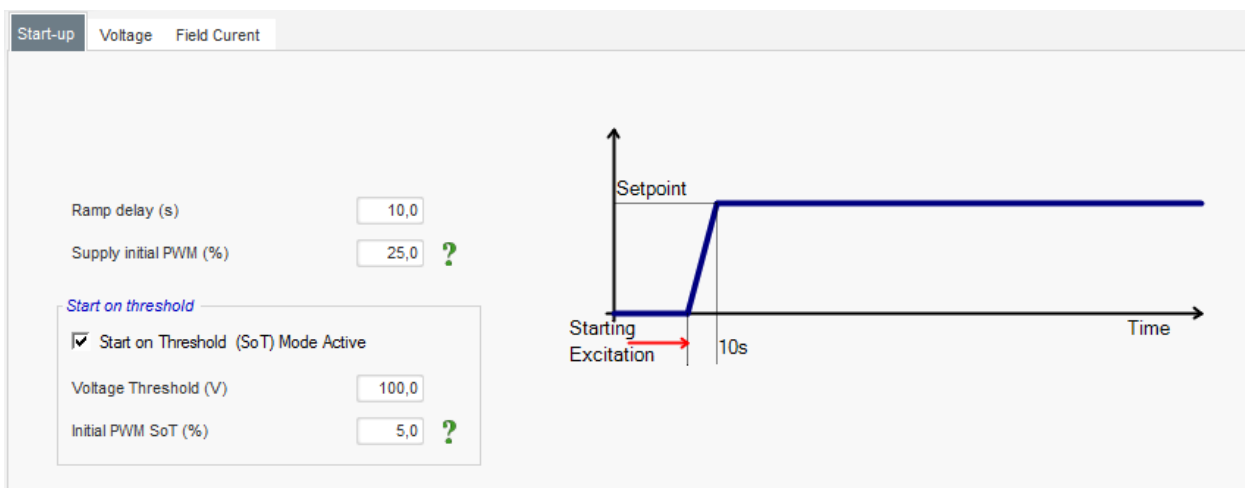 Start-up Voltage Field Curent
Ramp delay (s) 10,0
Supply initial PWM (%) 25,0 ?
Start on threshold
Start on Threshold (SoT) Mode Active
Voltage Threshold (V) 100,0
Initial PWM SoT (%) 5,0 ?
Setpoint
Starting
Excitation
10s
Time